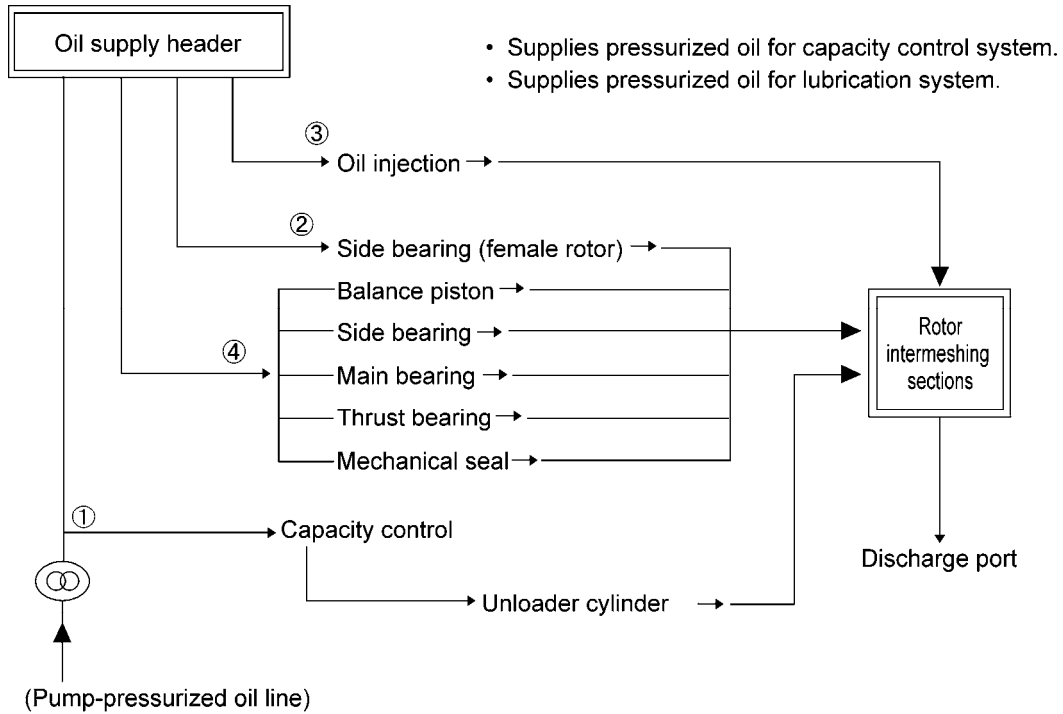 Oil supply header
• Supplies pressurized oil for capacity control system.
• Supplies pressurized oil for lubrication system.
③
Oil injection
②
Side bearing (female rotor)
Balance piston
Side bearing
④
Main bearing
Thrust bearing
Mechanical seal
Rotor
intermeshing
sections
①
Capacity control
Discharge port
Unloader cylinder
(Pump-pressurized oil line)